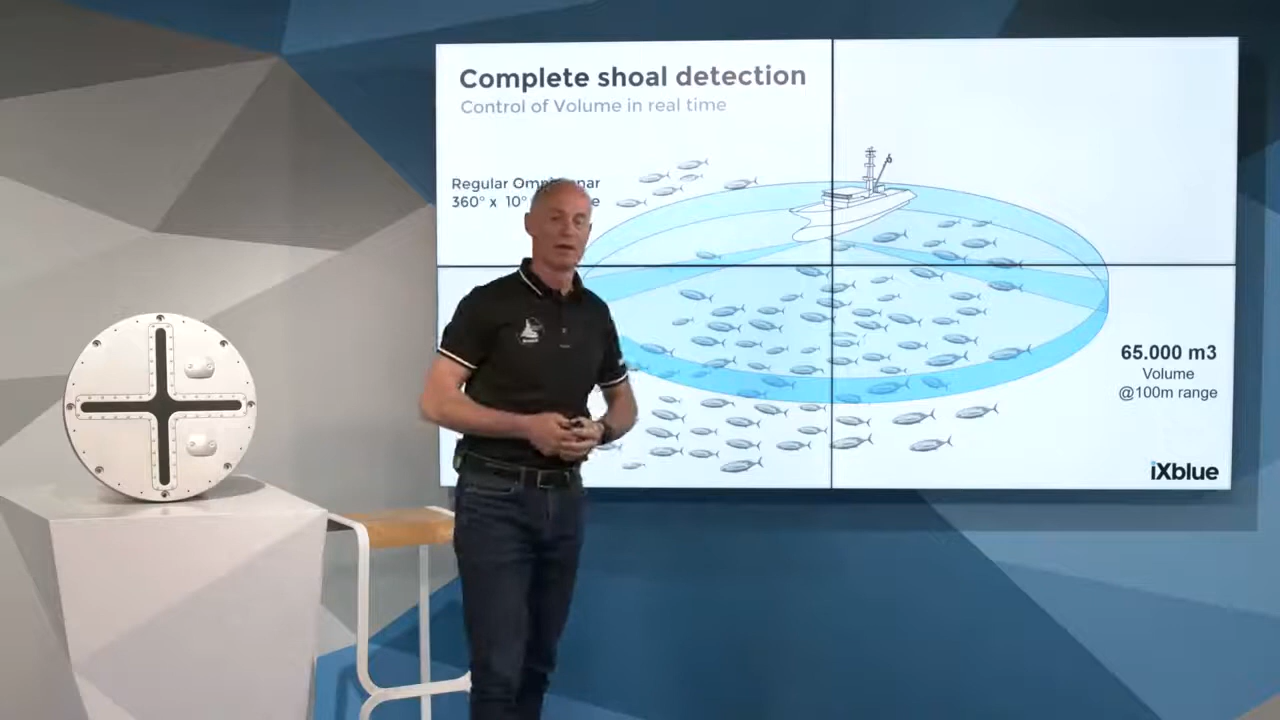 Complete shoal detection
Control of Volume in real time
Regular
360° x 10°
65.000 m3
Volume
@100m range
iXblue